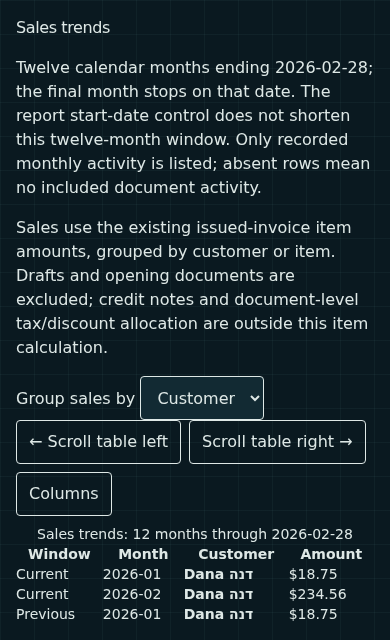 Sales trends
Twelve calendar months ending 2026-02-28;
the final month stops on that date. The
report start-date control does not shorten
this twelve-month window. Only recorded
monthly activity is listed; absent rows mean
no included document activity.
Sales use the existing issued-invoice item
amounts, grouped by customer or item.
Drafts and opening documents are
excluded; credit notes and document-level
tax/discount allocation are outside this item
calculation.
Group sales by Customer
← Scroll table left Scroll table right →
Columns
Sales trends: 12 months through 2026-02-28
Window Month Customer Amount
Current 2026-01 Dana דנה $18.75
Current 2026-02 Dana דנה $234.56
Previous 2026-01 Dana דנה $18.75